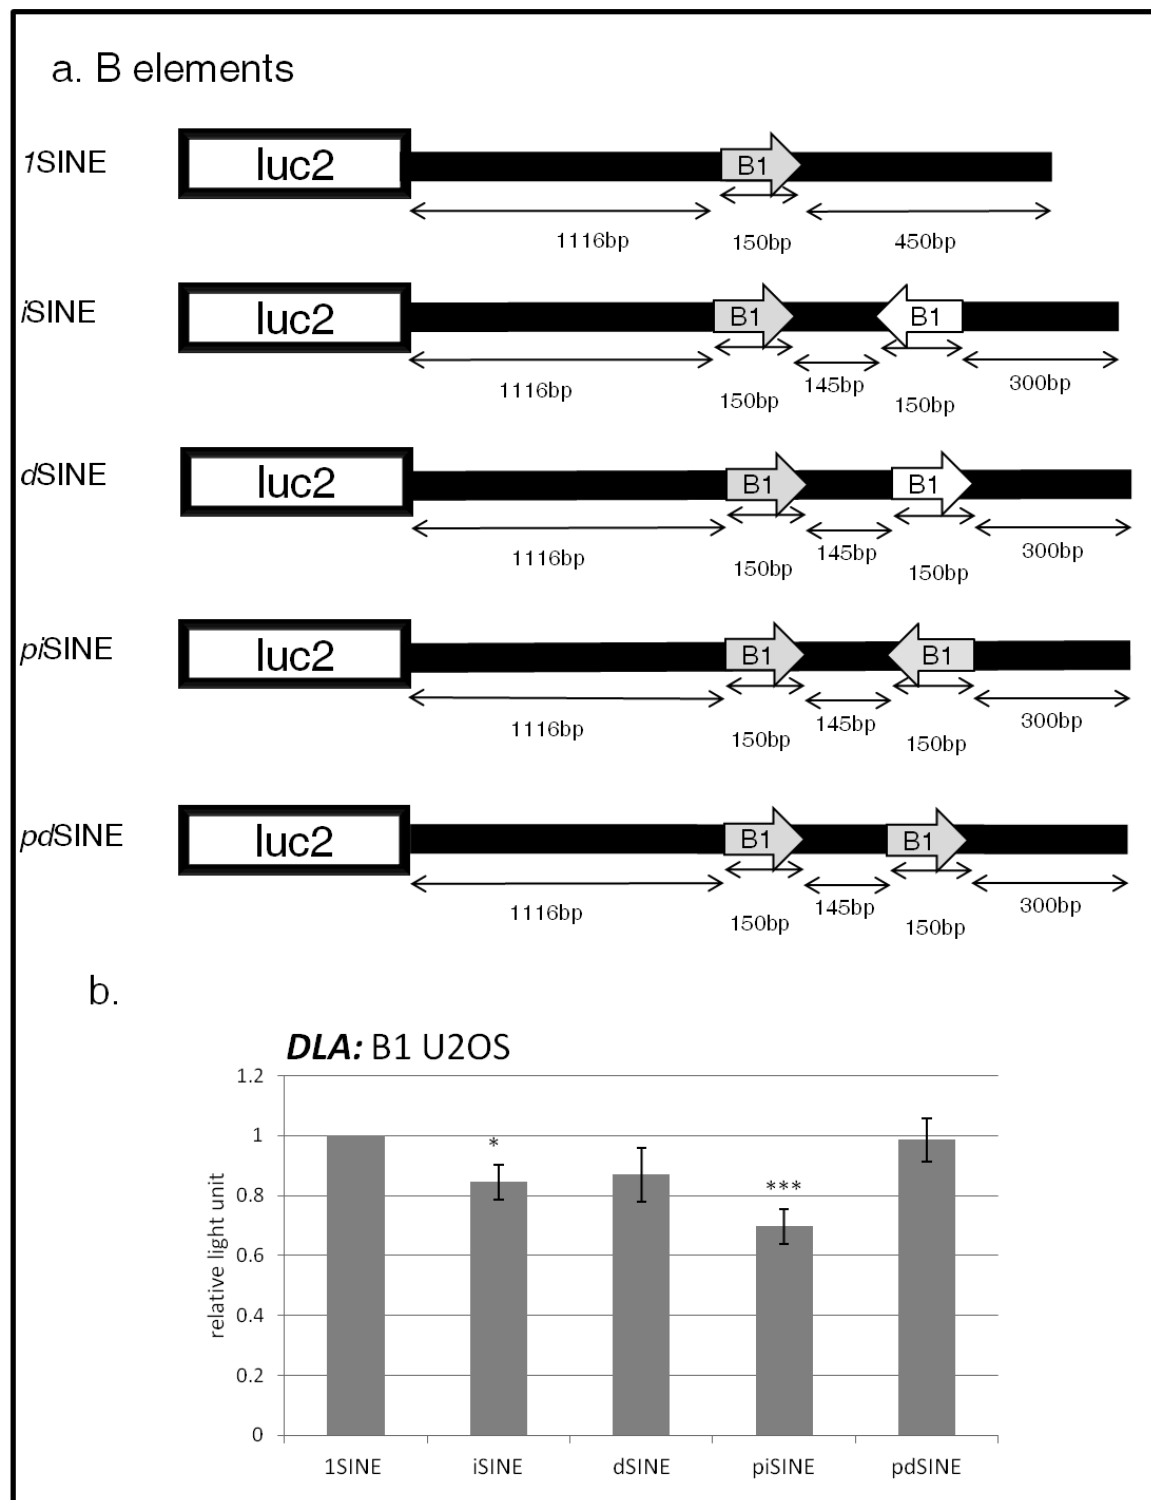 a. B elements
1SINE
luc2
B1
1116bp
150bp
450bp
iSINE
luc2
B1
B1
1116bp
150bp
145bp
150bp
300bp
dSINE
luc2
B1
B1
1116bp
150bp
145bp
150bp
300bp
piSINE
luc2
B1
B1
1116bp
150bp
145bp
150bp
300bp
pdSINE
luc2
B1
B1
1116bp
150bp
145bp
150bp
300bp
b.
DLA: B1 U2OS
relative light unit
1.2
1
0.8
0.6
0.4
0.2
0
*
***
1SINE
iSINE
dSINE
piSINE
pdSINE